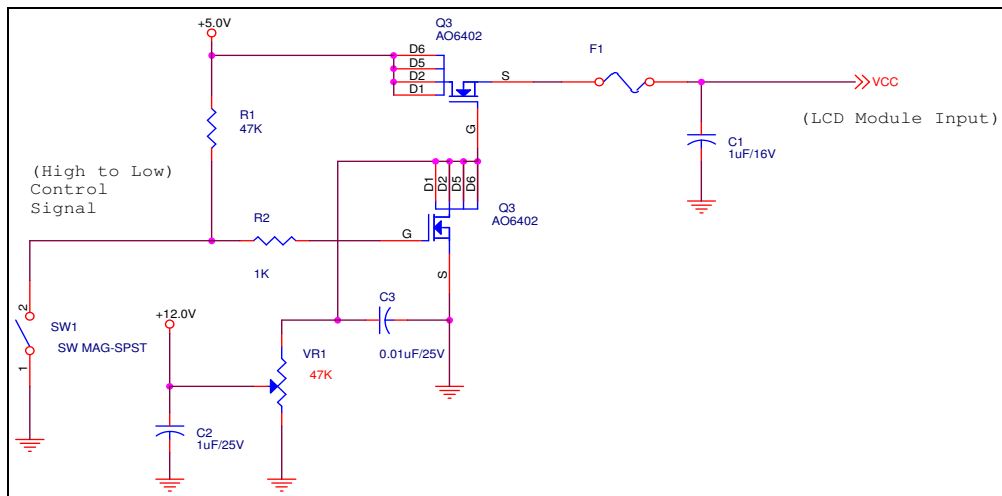 +5.0V
Q3
AO6402
D6
D5
D2
D1
S
G
F1
VCC
(LCD Module Input)
C1
1uF/16V
R1
47K
(High to Low)
Control
Signal
D1
D2
D5
D6
Q3
AO6402
R2
1K
G
S
2
1
SW1
SW MAG-SPST
+12.0V
C3
0.01uF/25V
VR1
47K
C2
1uF/25V